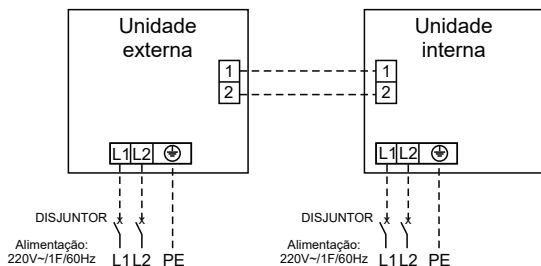 Unidade
externa
Unidade
interna
1
2
1
2
L1 L2
L1 L2
DISJUNTOR
DISJUNTOR
Alimentação:
220V~/1F/60Hz
L1 L2 PE
Alimentação:
220V~/1F/60Hz
L1 L2 PE